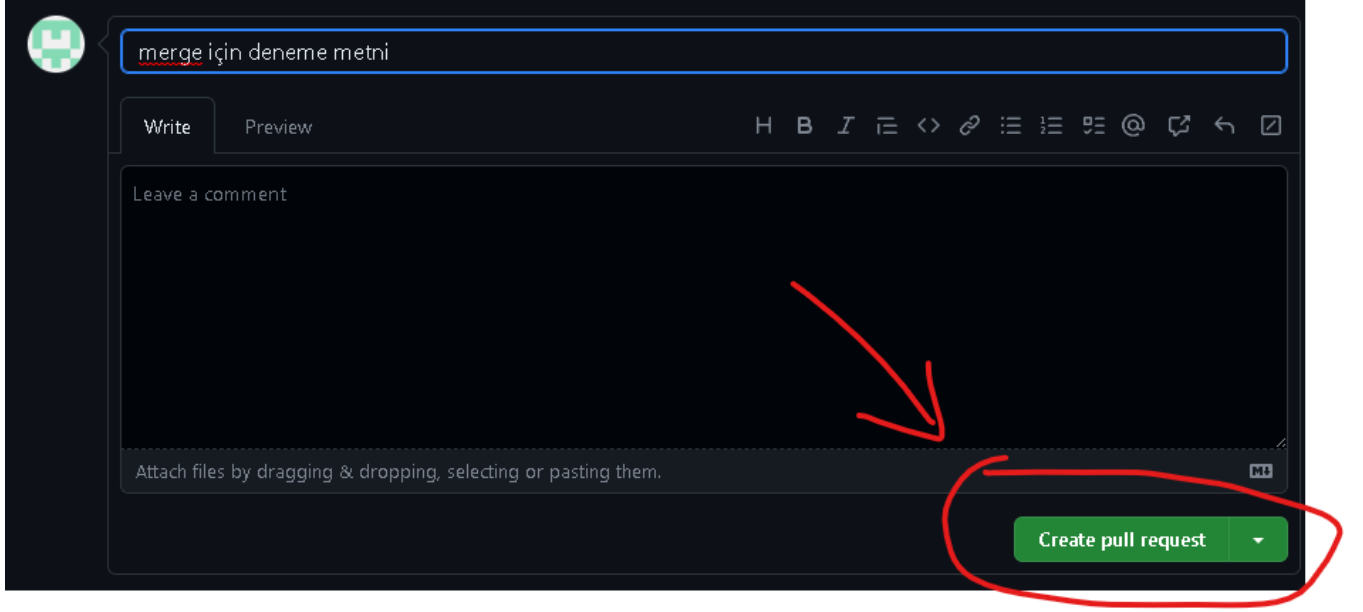 merge için deneme metni
Write Preview
Leave a comment
Attach files by dragging & dropping, selecting or pasting them.
Create pull request